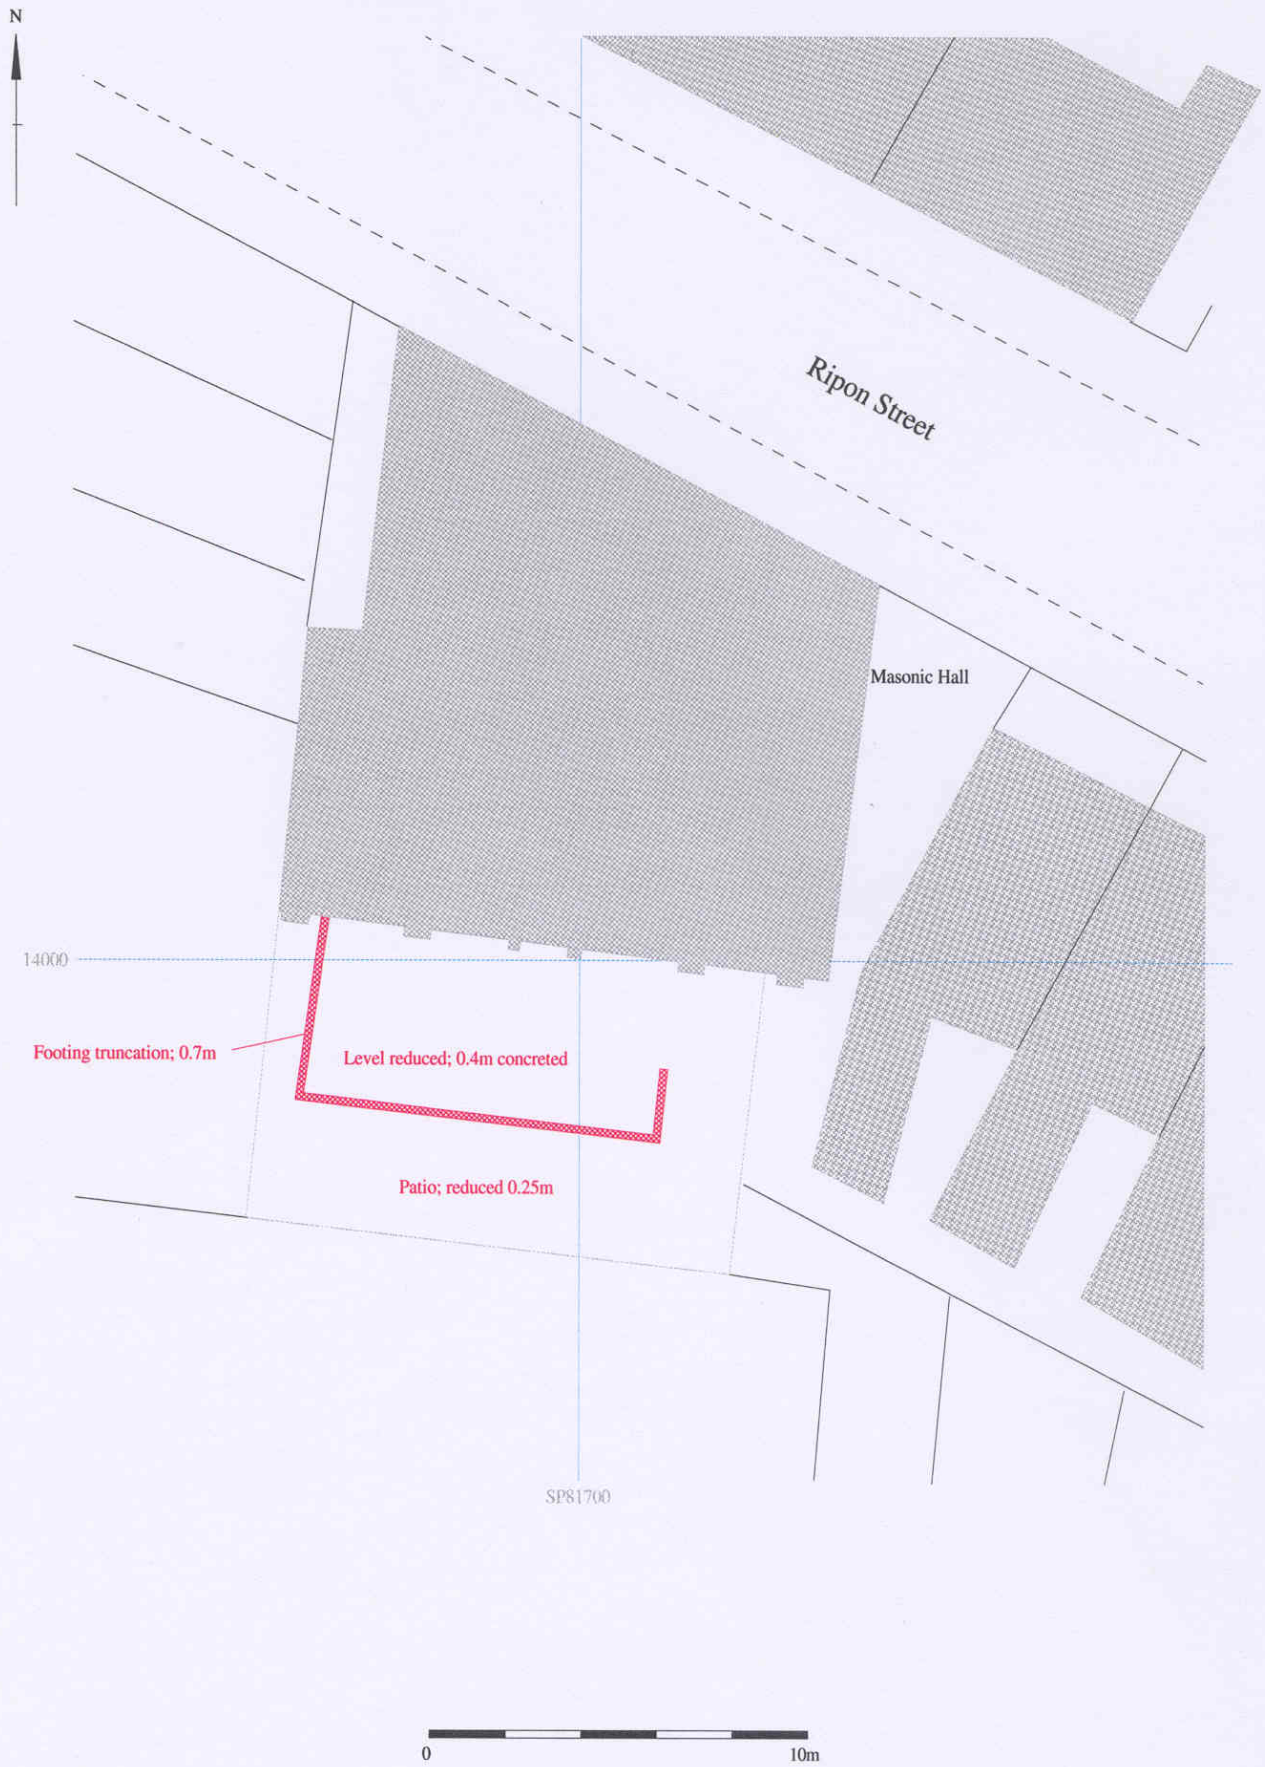 N
Ripon Street
Masonic Hall
14000
Footing truncation; 0.7m
Level reduced; 0.4m concreted
Patio; reduced 0.25m
SP81700
0
10m